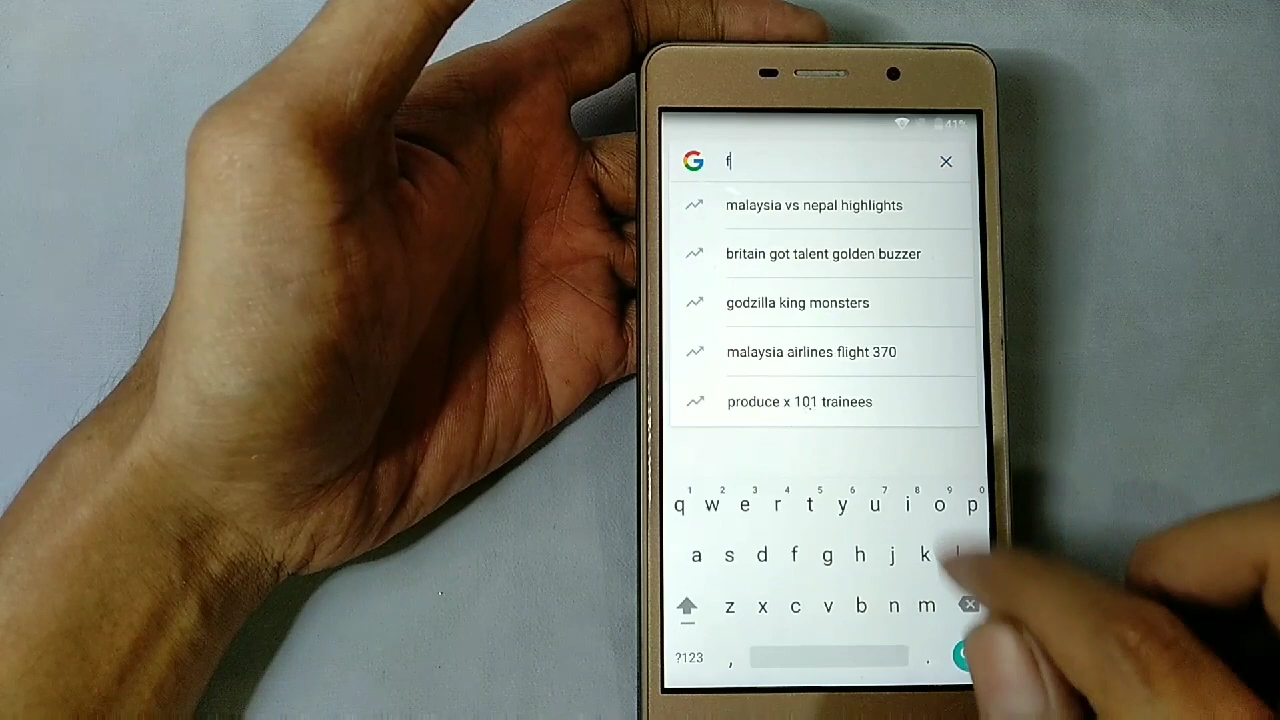 41%
f
malaysia vs nepal highlights
britain got talent golden buzzer
godzilla king monsters
malaysia airlines flight 370
produce x 101 trainees
1 2 3 4 5 6 7 8 9 0
q w e r t y u i o p
a s d f g h j k
z x c v b n m
?123 , .